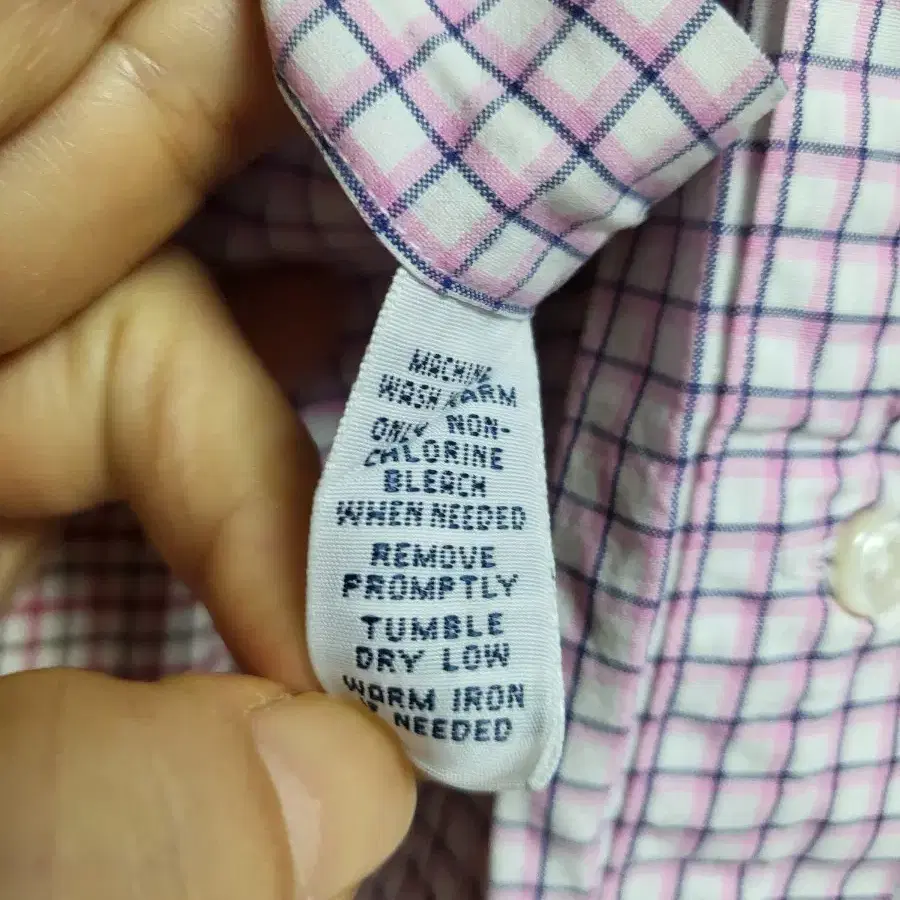 MACHINE
WASH WARM
ONLY NON-
CHLORINE
BLEACH
WHEN NEEDED
REMOVE
PROMPTLY
TUMBLE
DRY LOW
WARM IRON
NEEDED